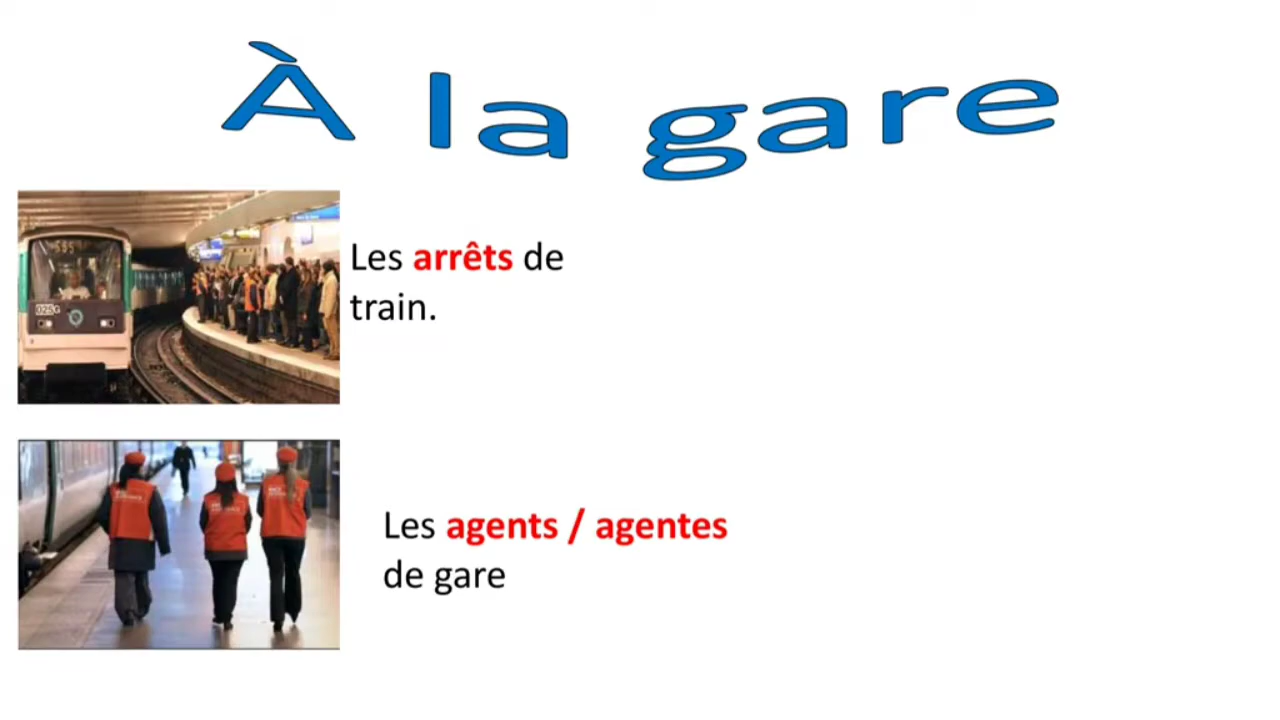 À la gare
Les arrêts de
train.
Les agents / agentes
de gare